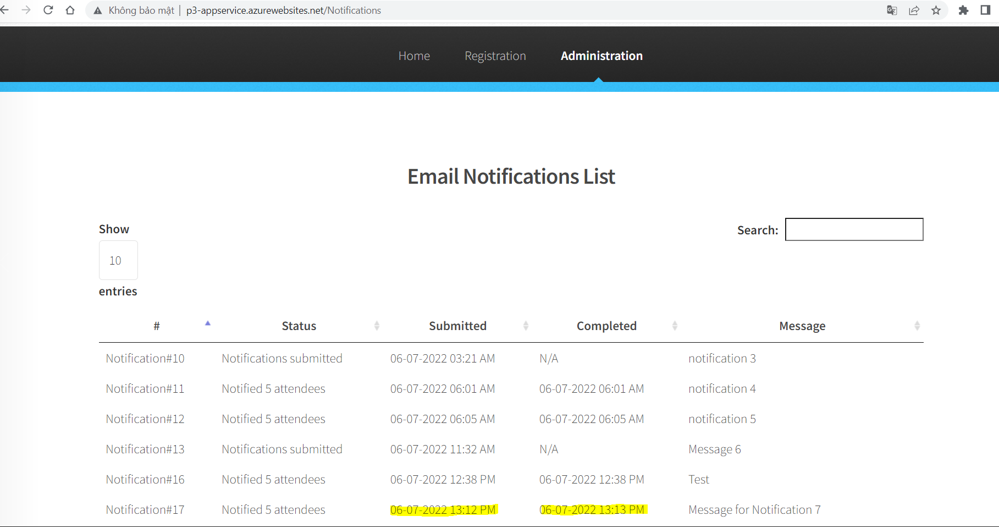 Không bảo mật | p3-appservice.azurewebsites.net/Notifications
Home Registration Administration
Email Notifications List
Show
10
entries
Search:
# Status Submitted Completed Message
Notification#10 Notifications submitted 06-07-2022 03:21 AM N/A notification 3
Notification#11 Notified 5 attendees 06-07-2022 06:01 AM 06-07-2022 06:01 AM notification 4
Notification#12 Notified 5 attendees 06-07-2022 06:05 AM 06-07-2022 06:05 AM notification 5
Notification#13 Notifications submitted 06-07-2022 11:32 AM N/A Message 6
Notification#16 Notified 5 attendees 06-07-2022 12:38 PM 06-07-2022 12:38 PM Test
Notification#17 Notified 5 attendees 06-07-2022 13:12 PM 06-07-2022 13:13 PM Message for Notification 7